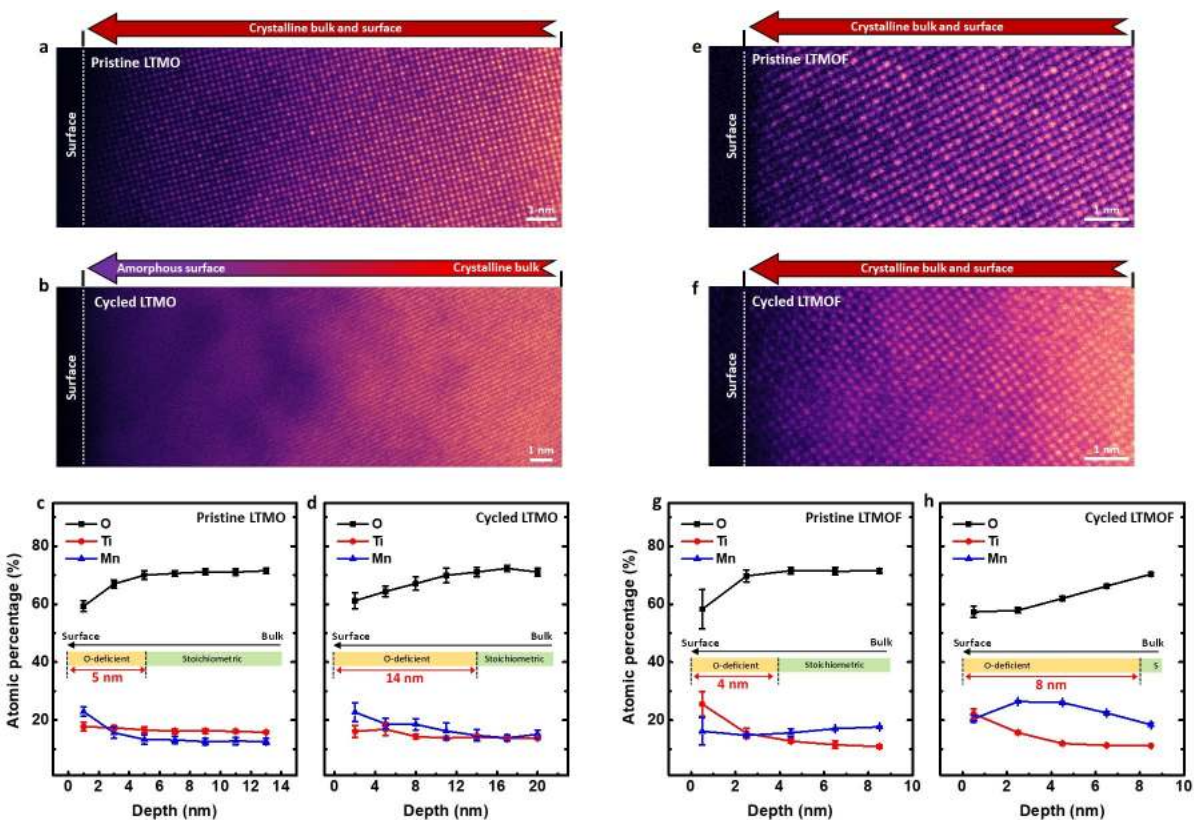 Crystalline bulk and surface
a
Pristine LTMO
Surface
1 nm
Amorphous surface
Crystalline bulk
b
Cycled LTMO
Surface
1 nm
Crystalline bulk and surface
e
Pristine LTMOF
Surface
1 nm
Crystalline bulk and surface
f
Cycled LTMOF
Surface
1 nm
c
Pristine LTMO
O
Ti
Mn
Atomic percentage (%)
80
60
40
20
Surface
Bulk
O-deficient
Stoichiometric
5 nm
0 2 4 6 8 10 12 14
Depth (nm)
d
Cycled LTMO
O
Ti
Mn
Surface
Bulk
O-deficient
Stoichiometric
14 nm
0 4 8 12 16 20
Depth (nm)
g
Pristine LTMOF
O
Ti
Mn
Atomic percentage (%)
80
60
40
20
Surface
Bulk
O-deficient
Stoichiometric
4 nm
0 2 4 6 8 10
Depth (nm)
h
Cycled LTMOF
O
Ti
Mn
Surface
Bulk
O-deficient
S
8 nm
0 2 4 6 8 10
Depth (nm)